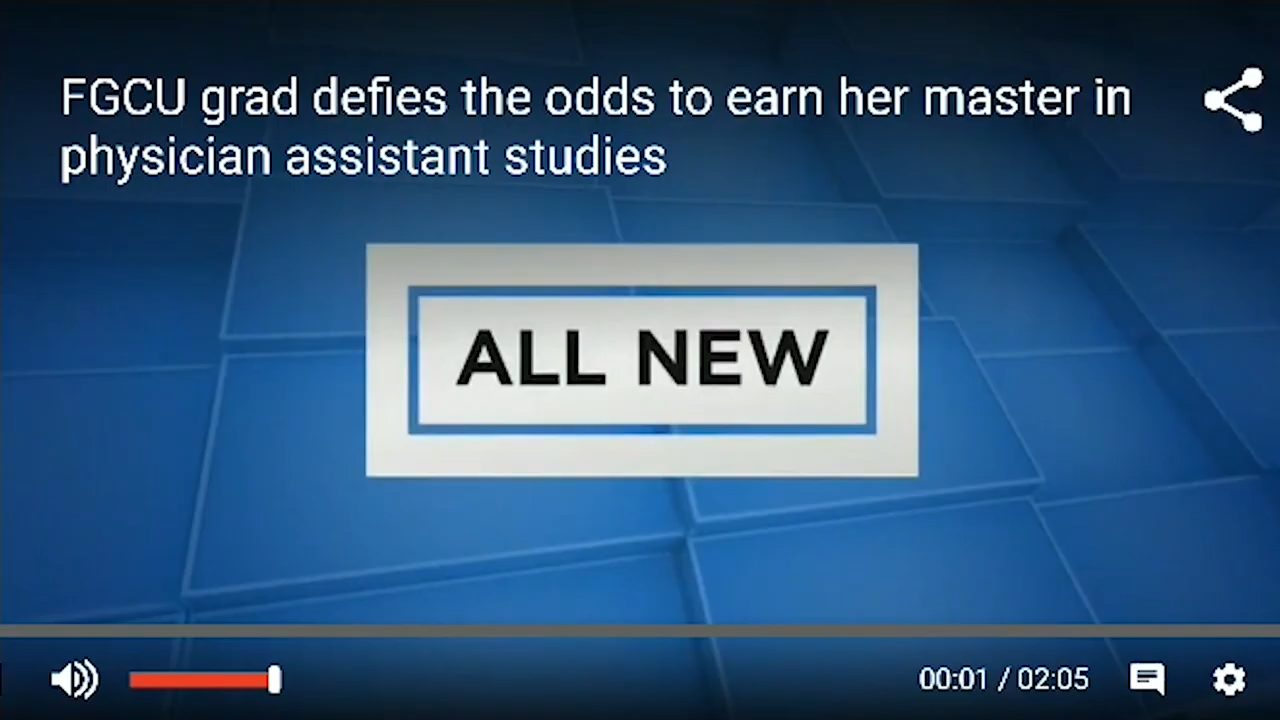 FGCU grad defies the odds to earn her master in
physician assistant studies
ALL NEW
00:01 / 02:05